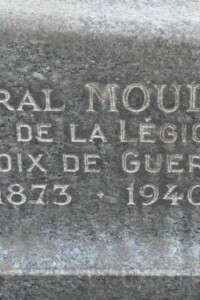 RAL MOUL
DE LA LÉGIO
OIX DE GUER
1873 - 1940